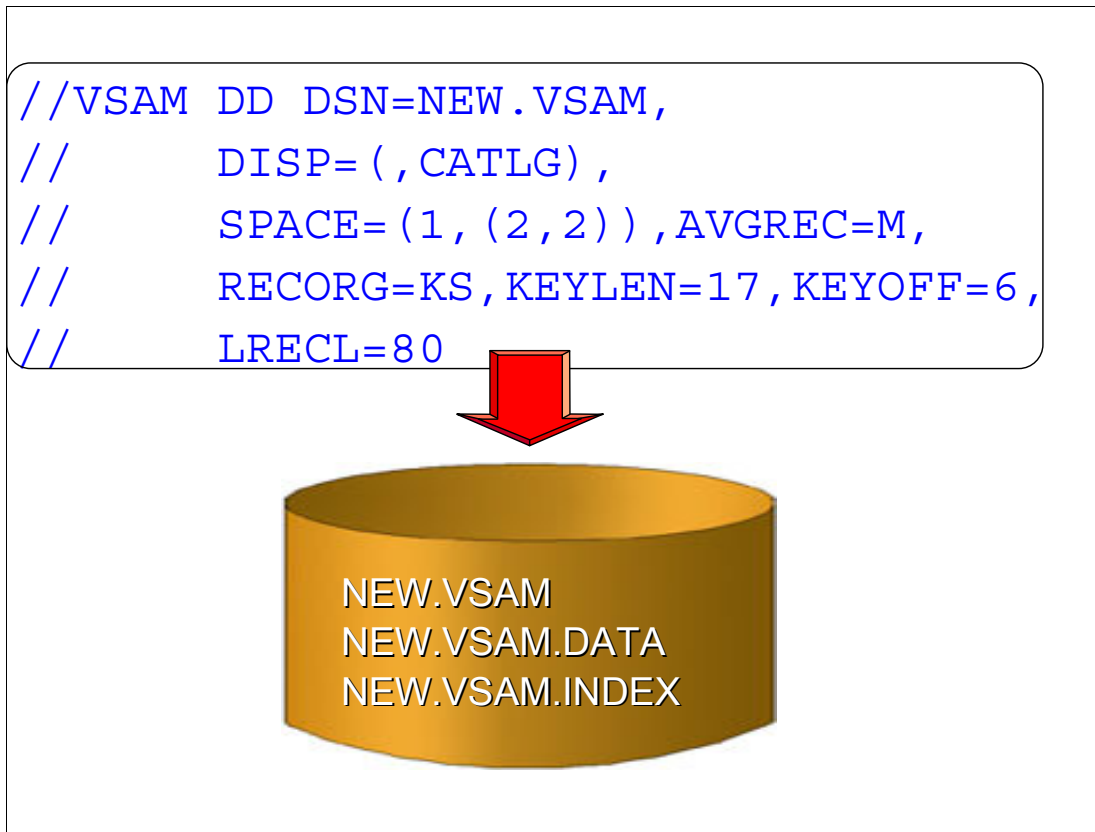 //VSAM DD DSN=NEW.VSAM,
// DISP=(,CATLG),
// SPACE=(1,(2,2)),AVGREC=M,
// RECORG=KS,KEYLEN=17,KEYOFF=6,
// LRECL=80
NEW.VSAM
NEW.VSAM.DATA
NEW.VSAM.INDEX